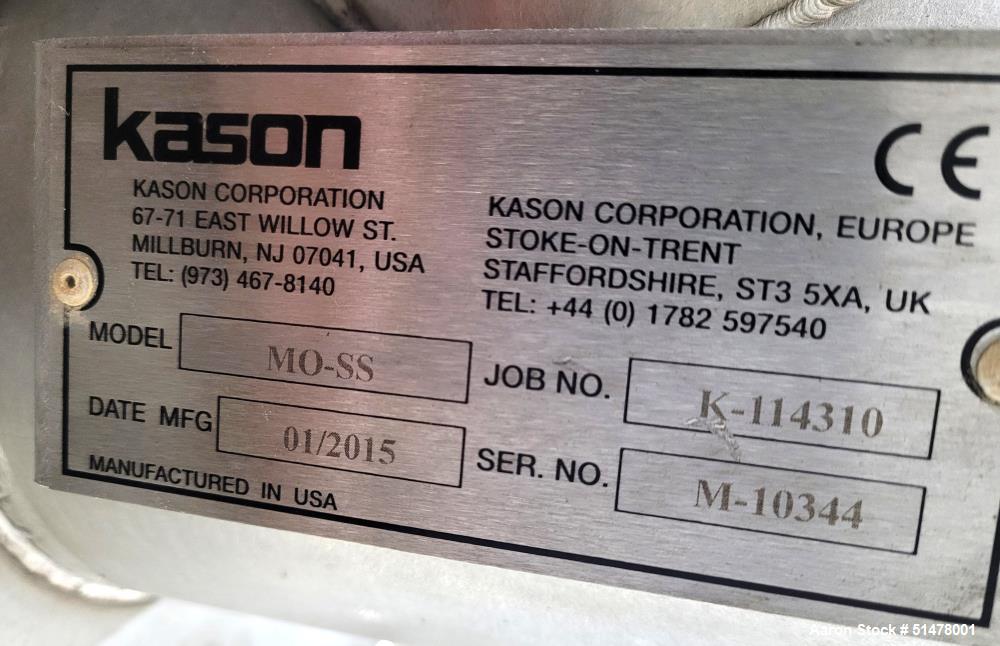 kason
KASON CORPORATION
67-71 EAST WILLOW ST.
MILLBURN, NJ 07041, USA
TEL: (973) 467-8140
CE
KASON CORPORATION, EUROPE
STOKE-ON-TRENT
STAFFORDSHIRE, ST3 5XA, UK
TEL: +44 (0) 1782 597540
MODEL MO-SS
JOB NO. K-114310
DATE MFG 01/2015
SER. NO. M-10344
MANUFACTURED IN USA
Aaron Stock # 51478001